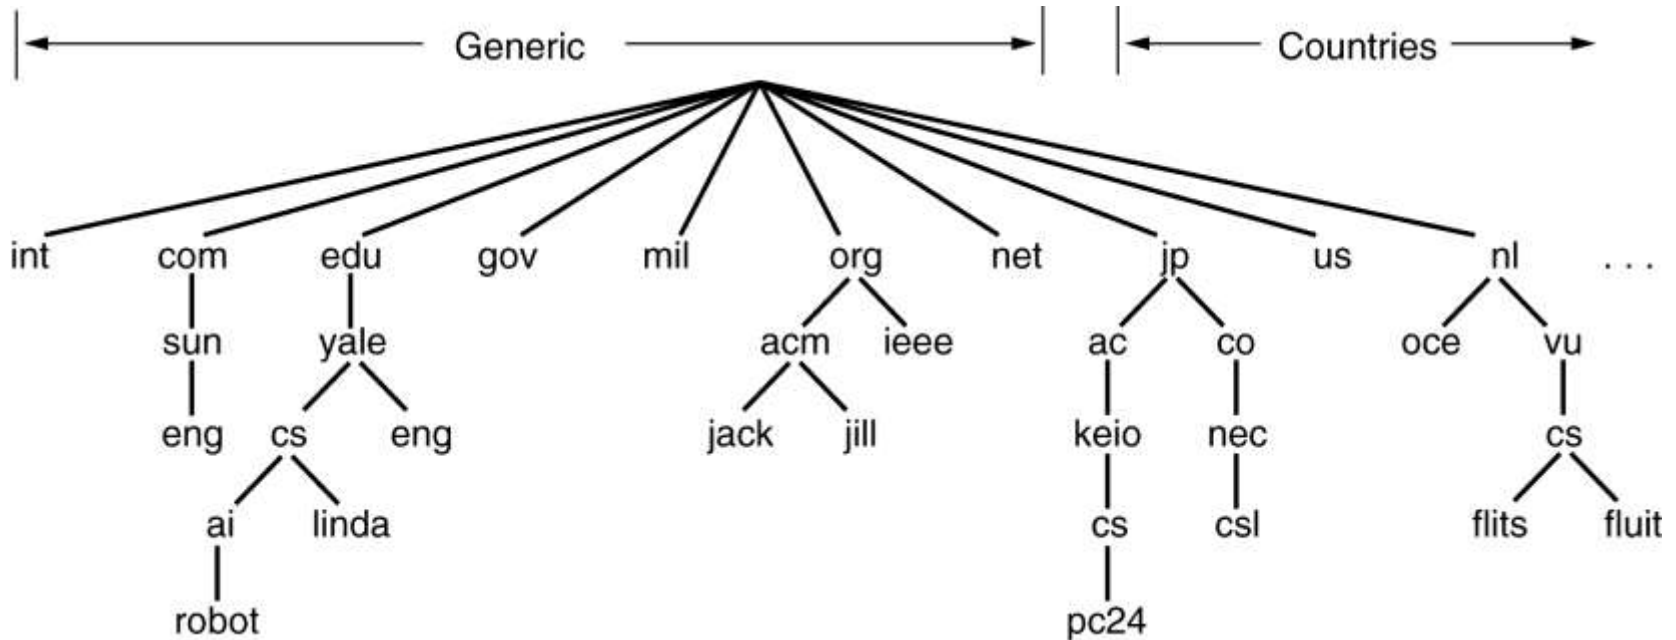 Generic Countries
int com edu gov mil org net jp us nl . . .
sun yale acm ieee ac co oce vu
eng cs eng jack jill keio nec cs
ai linda cs csl flits fluit
robot pc24